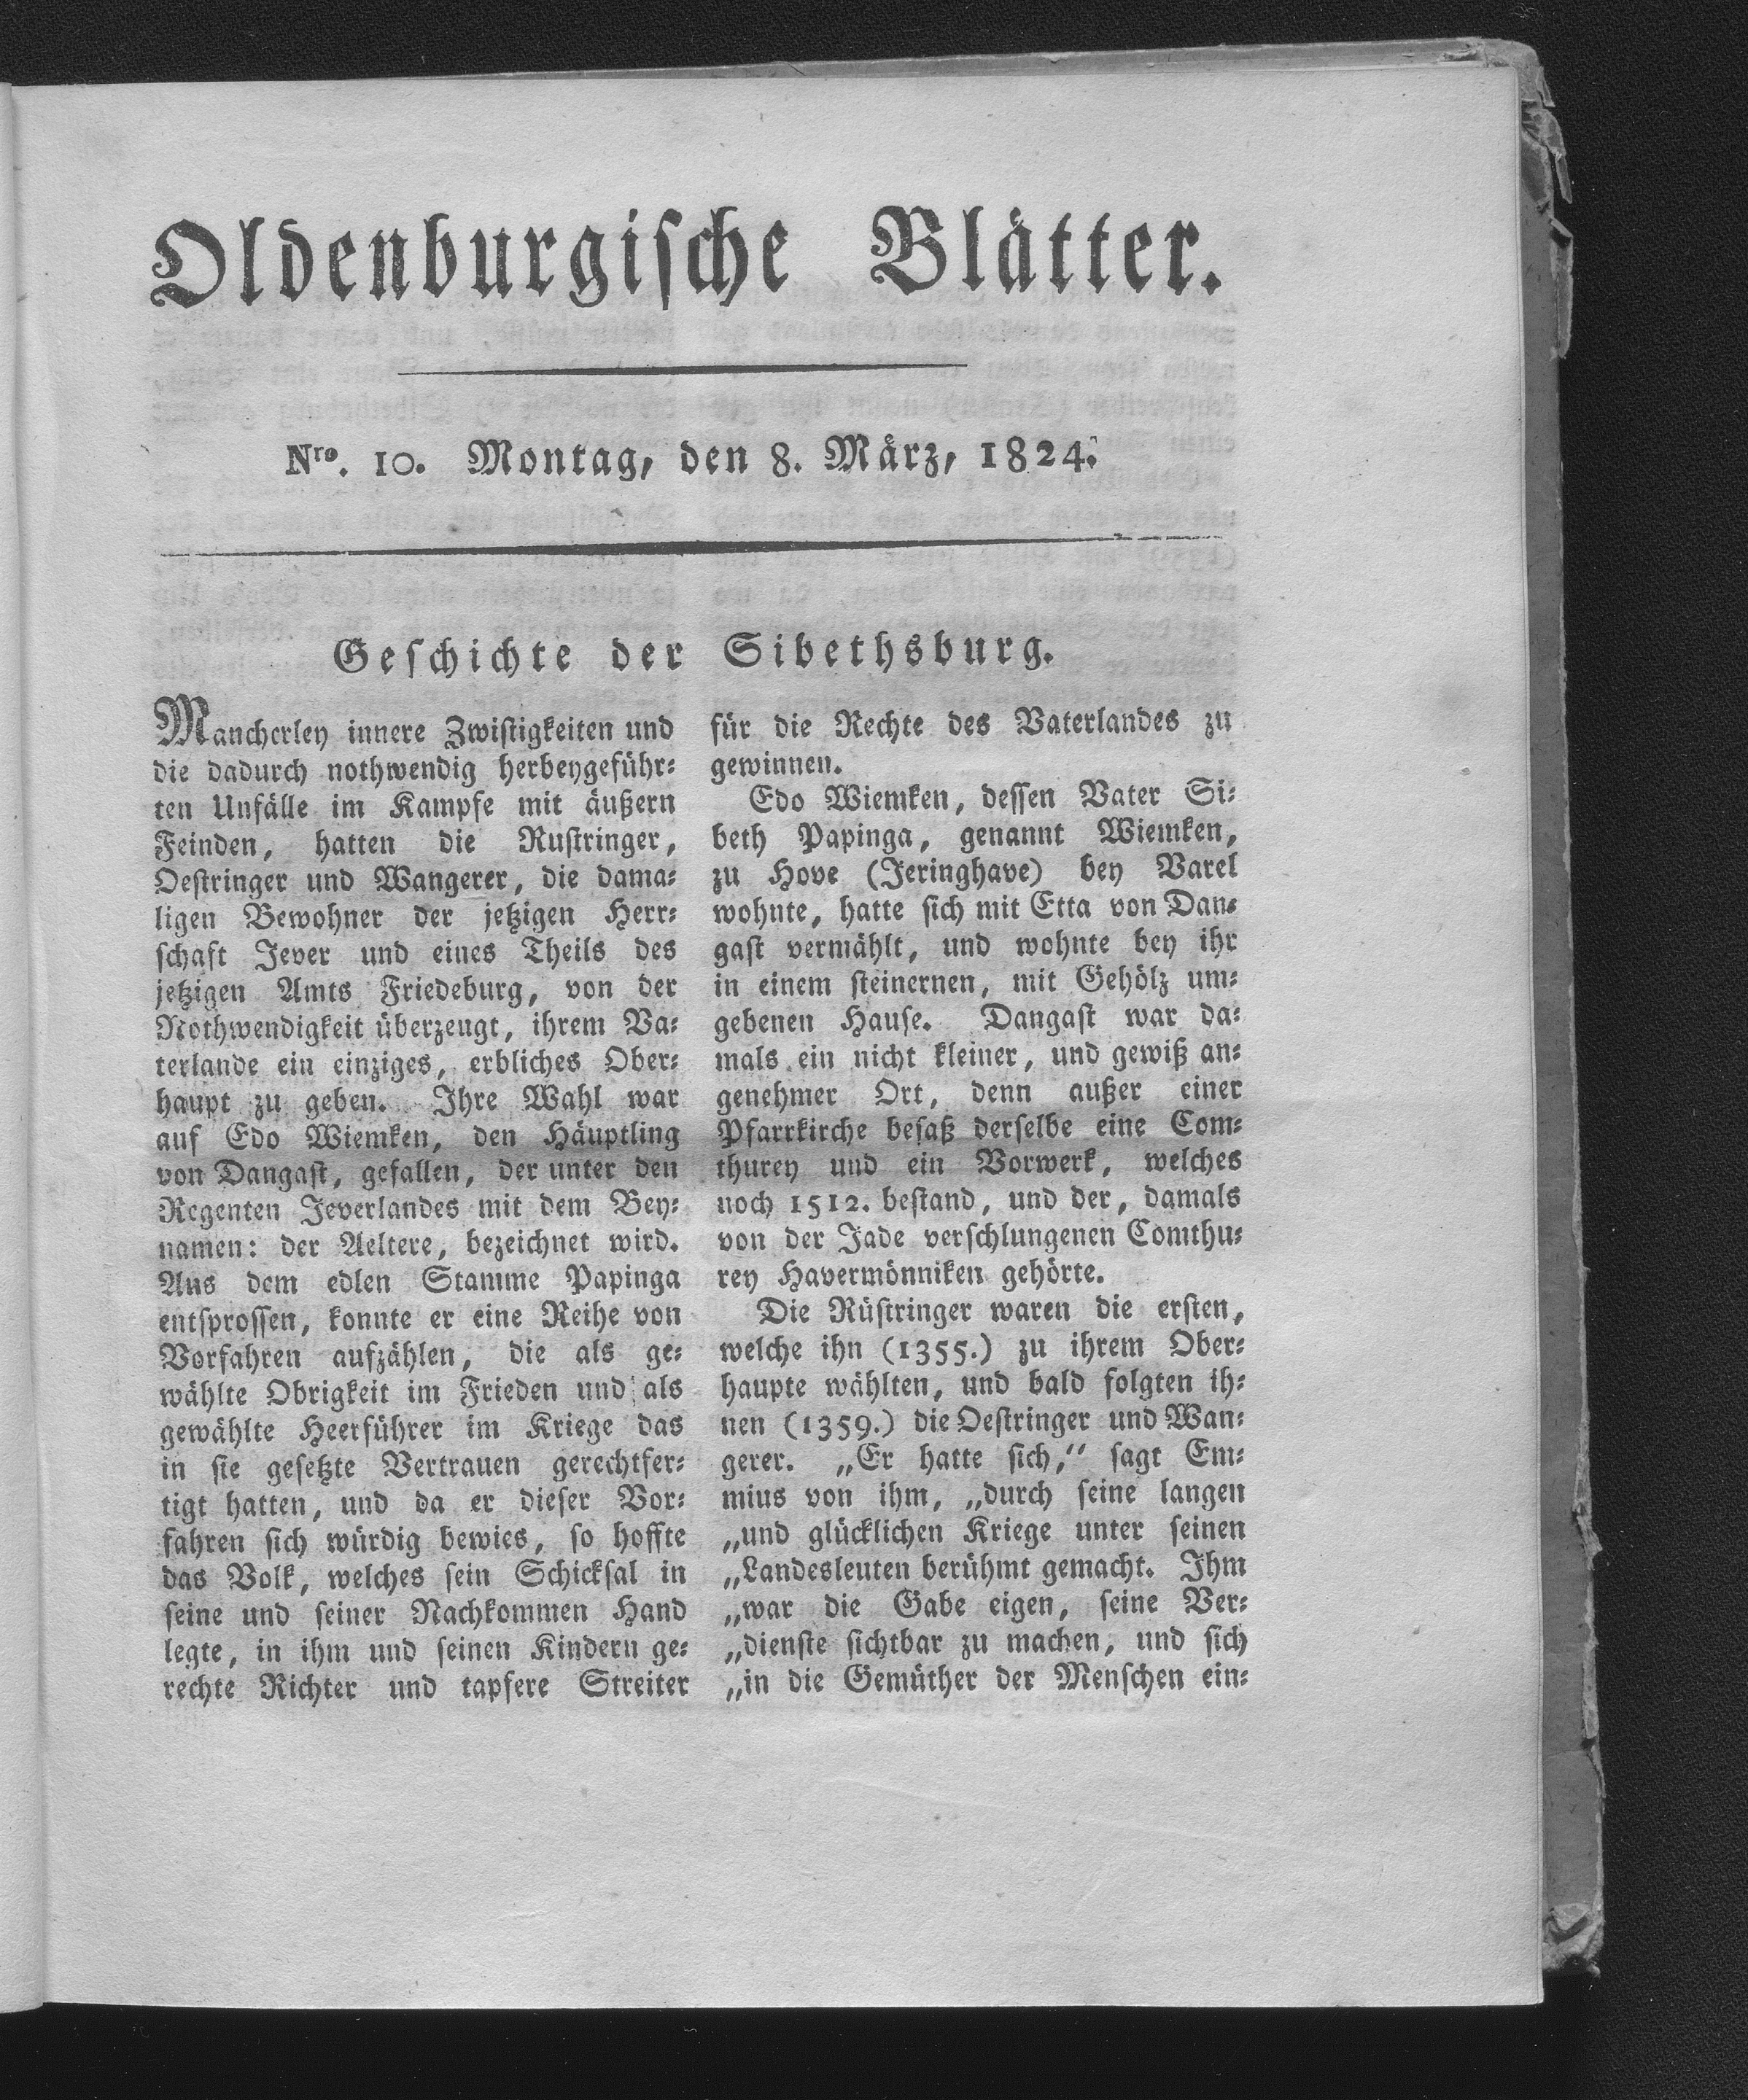 Oldenburgische Blätter.
Nro. 10. Montag, den 8. März, 1824.
Geschichte der Sibethsburg.
Mancherley innere Zwistigkeiten und
die dadurch nothwendig herbeygeführ-
ten Unfälle im Kampfe mit äußern
Feinden, hatten die Rustringer,
Oestringer und Wangerer, die dama-
ligen Bewohner der jetzigen Herr-
schaft Jever und eines Theils des
jetzigen Amts Friedeburg, von der
Nothwendigkeit überzeugt, ihrem Va-
terlande ein einziges, erbliches Ober-
haupt zu geben. Ihre Wahl war
auf Edo Wiemken, den Häuptling
von Dangast, gefallen, der unter den
Regenten Jeverlandes mit dem Bey-
namen: der Aeltere, bezeichnet wird.
Aus dem edlen Stamme Papinga
entsprossen, konnte er eine Reihe von
Vorfahren aufzählen, die als ge-
wählte Obrigkeit im Frieden und als
gewählte Heerführer im Kriege das
in sie gesetzte Vertrauen gerechtfer-
tigt hatten, und da er dieser Vor-
fahren sich würdig bewies, so hoffte
das Volk, welches sein Schicksal in
seine und seiner Nachkommen Hand
legte, in ihm und seinen Kindern ge-
rechte Richter und tapfere Streiter
für die Rechte des Vaterlandes zu
gewinnen.
Edo Wiemken, dessen Vater Si-
beth Papinga, genannt Wiemken,
zu Hove (Jeringhave) bey Varel
wohnte, hatte sich mit Etta von Dan-
gast vermählt, und wohnte bey ihr
in einem steinernen, mit Gehölz um-
gebenen Hause. Dangast war da-
mals ein nicht kleiner, und gewiß an-
genehmer Ort, denn außer einer
Pfarrkirche besaß derselbe eine Com-
thurey und ein Vorwerk, welches
noch 1512. bestand, und der, damals
von der Jade verschlungenen Comthu-
rey Havermönniken gehörte.
Die Rüstringer waren die ersten,
welche ihn (1355.) zu ihrem Ober-
haupte wählten, und bald folgten ih-
nen (1359.) die Oestringer und Wan-
gerer. „Er hatte sich,“ sagt Em-
mius von ihm, „durch seine langen
„und glücklichen Kriege unter seinen
„Landesleuten berühmt gemacht. Ihm
„war die Gabe eigen, seine Ver-
„dienste sichtbar zu machen, und sich
„in die Gemüther der Menschen ein-